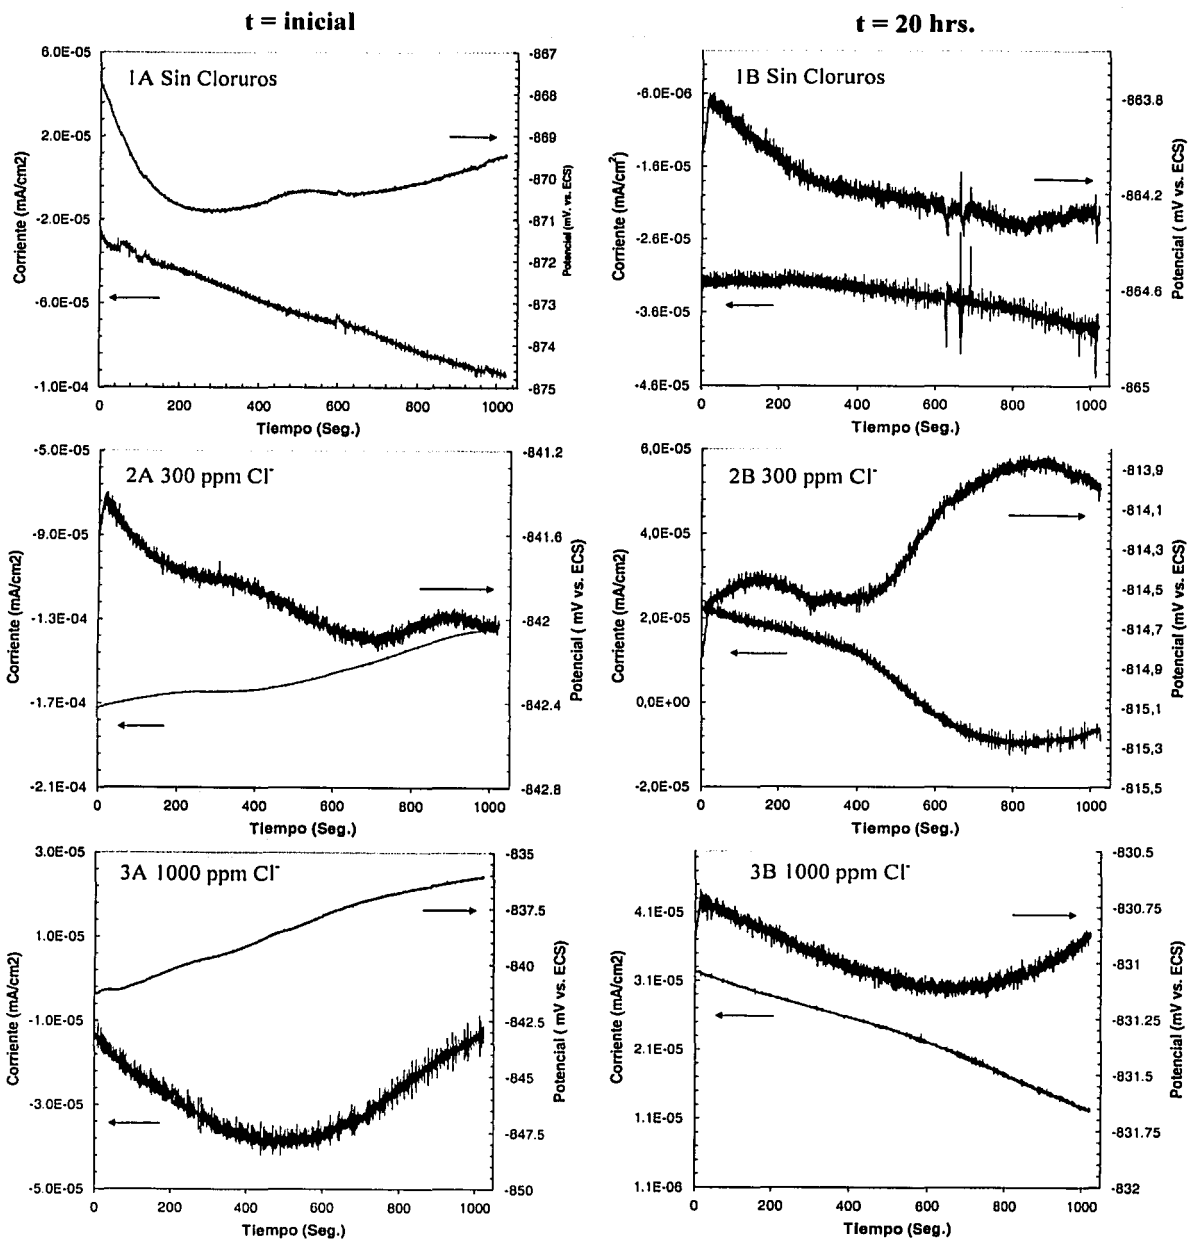 t = inicial
t = 20 hrs.
1A Sin Cloruros
6.0E-05
2.0E-05
-2.0E-05
-6.0E-05
-1.0E-04
Corriente (mA/cm2)
-867
-868
-869
-870
-871
-872
-873
-874
-875
Potencial (mV vs. ECS)
0 200 400 600 800 1000
Tiempo (Seg.)
1B Sin Cloruros
-6.0E-06
-1.6E-05
-2.6E-05
-3.6E-05
-4.6E-05
Corriente (mA/cm²)
-863.8
-864.2
-864.6
-865
Potencial ( mV vs. ECS)
0 200 400 600 800 1000
Tiempo (Seg.)
2A 300 ppm Cl⁻
-5.0E-05
-9.0E-05
-1.3E-04
-1.7E-04
-2.1E-04
Corriente (mA/cm2)
-841.2
-841.6
-842
-842.4
-842.8
Potencial ( mV vs. ECS)
0 200 400 600 800 1000
Tiempo (Seg.)
2B 300 ppm Cl⁻
6,0E-05
4,0E-05
2,0E-05
0,0E+00
-2,0E-05
Corriente (mA/cm2)
-813,9
-814,1
-814,3
-814,5
-814,7
-814,9
-815,1
-815,3
-815,5
Potencial (mV vs. ECS)
0 200 400 600 800 1000
Tiempo (Seg.)
3A 1000 ppm Cl⁻
3.0E-05
1.0E-05
-1.0E-05
-3.0E-05
-5.0E-05
Corriente (mA/cm2)
-835
-837.5
-840
-842.5
-845
-847.5
-850
Potencial ( mV vs. ECS)
0 200 400 600 800 1000
Tiempo (Seg.)
3B 1000 ppm Cl⁻
4.1E-05
3.1E-05
2.1E-05
1.1E-05
1.1E-06
Corriente (mA/cm2)
-830.5
-830.75
-831
-831.25
-831.5
-831.75
-832
Potencial (mV vs. ECS)
0 200 400 600 800 1000
Tiempo (Seg.)